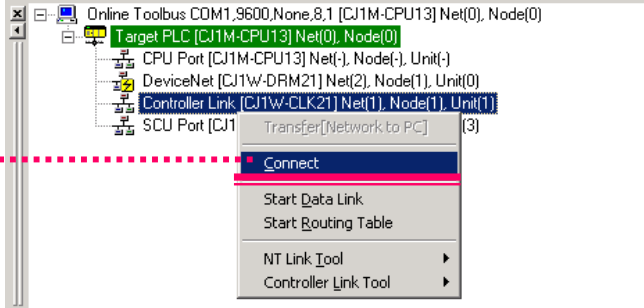 Online Toolbus COM1,9600,None,8,1 [CJ1M-CPU13] Net(0), Node(0)
Target PLC [CJ1M-CPU13] Net(0), Node(0)
CPU Port [CJ1M-CPU13] Net(-), Node(-), Unit(-)
DeviceNet [CJ1W-DRM21] Net(2), Node(1), Unit(0)
Controller Link [CJ1W-CLK21] Net(1), Node(1), Unit(1)
SCU Port [CJ1 (3)
Transfer[Network to PC]
Connect
Start Data Link
Start Routing Table
NT Link Tool
Controller Link Tool